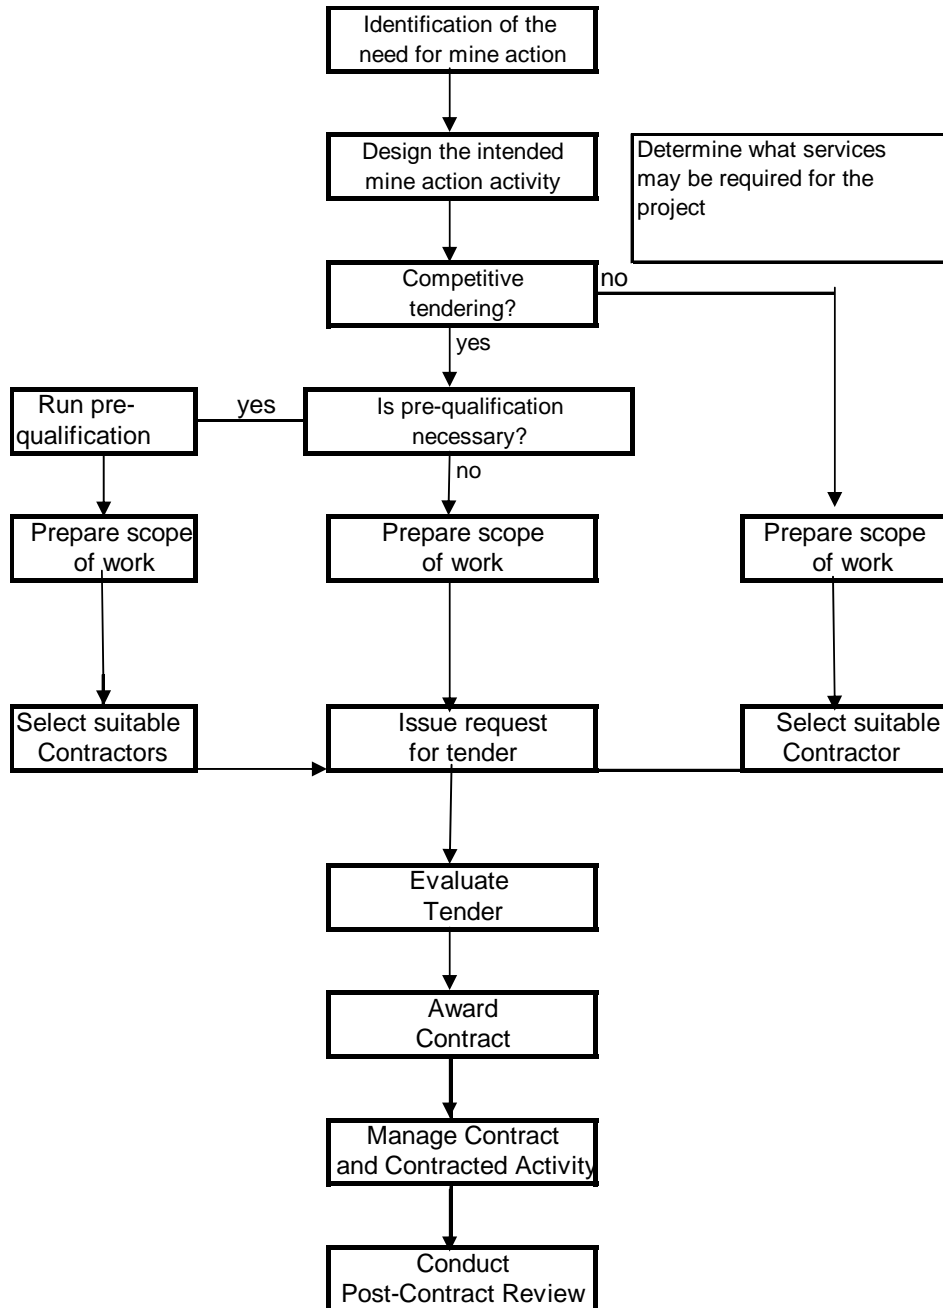 Identification of the
need for mine action
Design the intended
mine action activity
Determine what services
may be required for the
project
Competitive
tendering?
no
yes
Run pre-
qualification
yes
Is pre-qualification
necessary?
no
Prepare scope
of work
Prepare scope
of work
Prepare scope
of work
Select suitable
Contractors
Issue request
for tender
Select suitable
Contractor
Evaluate
Tender
Award
Contract
Manage Contract
and Contracted Activity
Conduct
Post-Contract Review